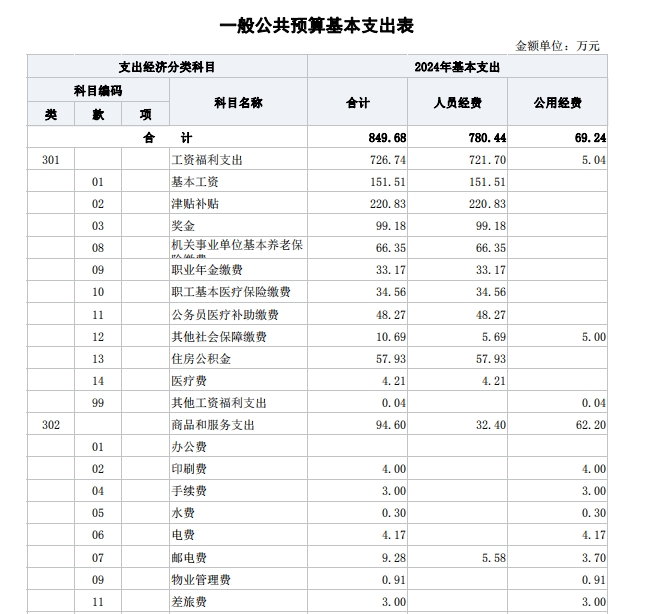 一般公共预算基本支出表
金额单位：万元
支出经济分类科目 2024年基本支出
科目编码 科目名称 合计 人员经费 公用经费
类 款 项
合 计 849.68 780.44 69.24
301 工资福利支出 726.74 721.70 5.04
01 基本工资 151.51 151.51
02 津贴补贴 220.83 220.83
03 奖金 99.18 99.18
08 机关事业单位基本养老保 66.35 66.35
险缴费
09 职业年金缴费 33.17 33.17
10 职工基本医疗保险缴费 34.56 34.56
11 公务员医疗补助缴费 48.27 48.27
12 其他社会保障缴费 10.69 5.69 5.00
13 住房公积金 57.93 57.93
14 医疗费 4.21 4.21
99 其他工资福利支出 0.04 0.04
302 商品和服务支出 94.60 32.40 62.20
01 办公费
02 印刷费 4.00 4.00
04 手续费 3.00 3.00
05 水费 0.30 0.30
06 电费 4.17 4.17
07 邮电费 9.28 5.58 3.70
09 物业管理费 0.91 0.91
11 差旅费 3.00 3.00